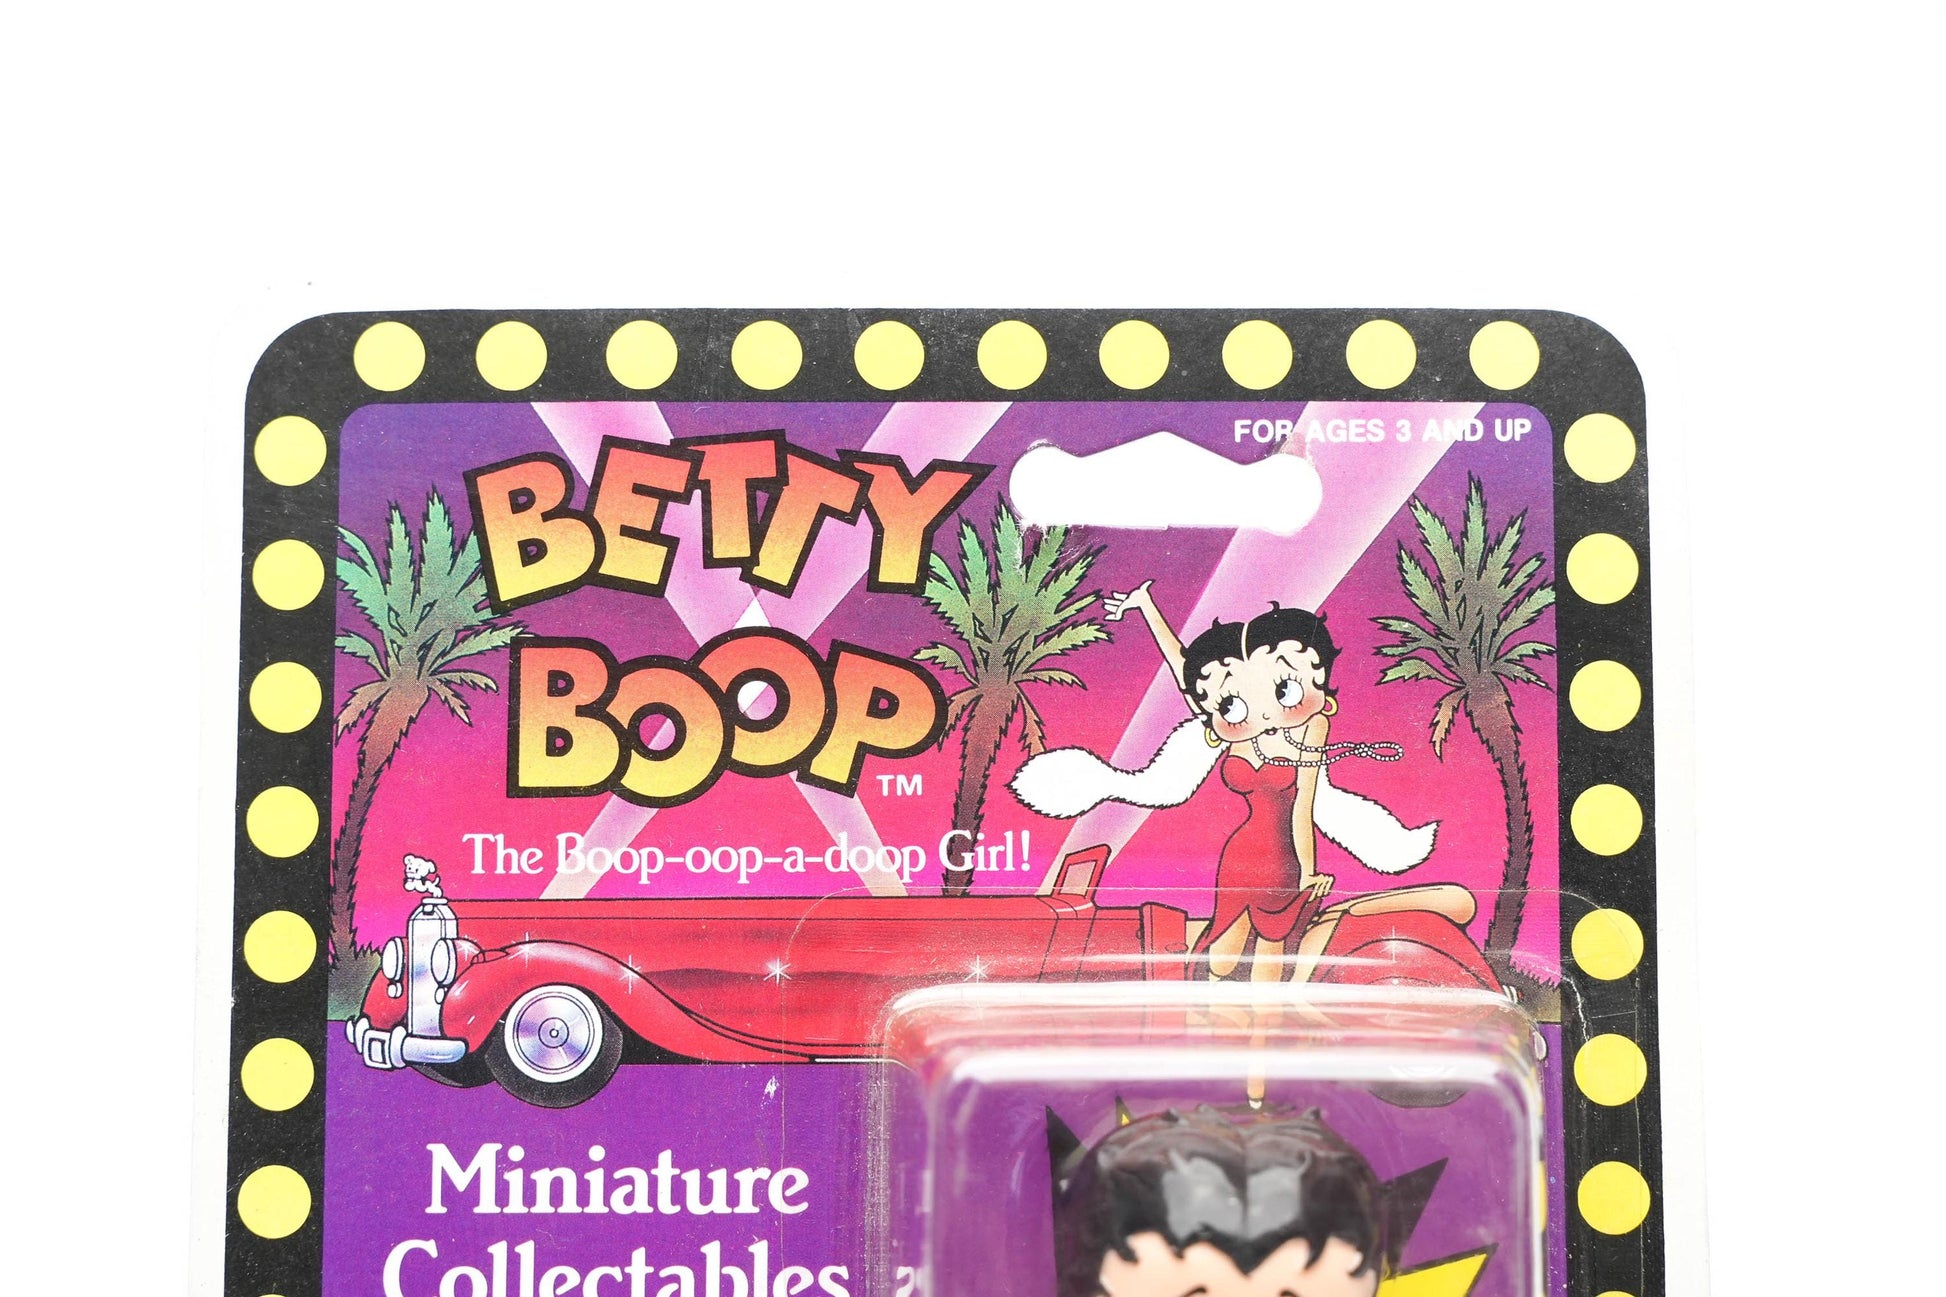 FOR AGES 3 AND UP
BETTY
BOOP
TM
The Boop-oop-a-doop Girl!
Miniature
Collectables